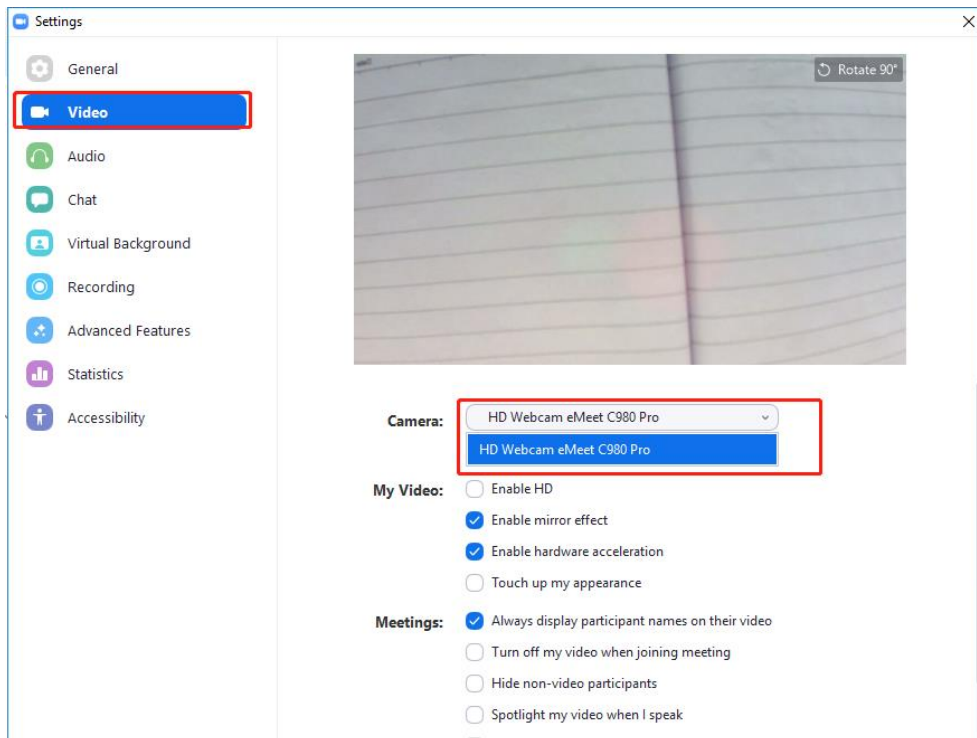 Settings
General
Video
Audio
Chat
Virtual Background
Recording
Advanced Features
Statistics
Accessibility
Rotate 90°
Camera: HD Webcam eMeet C980 Pro
HD Webcam eMeet C980 Pro
My Video: Enable HD
Enable mirror effect
Enable hardware acceleration
Touch up my appearance
Meetings: Always display participant names on their video
Turn off my video when joining meeting
Hide non-video participants
Spotlight my video when I speak